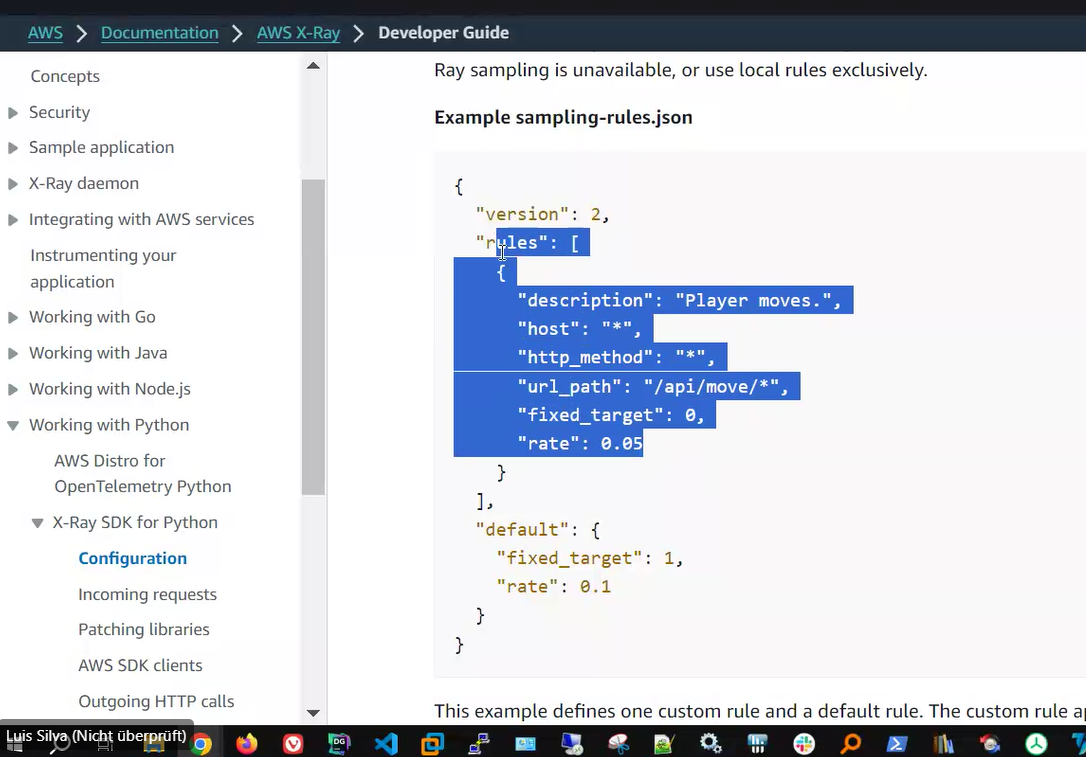 AWS > Documentation > AWS X-Ray > Developer Guide
Concepts
Security
Sample application
X-Ray daemon
Integrating with AWS services
Instrumenting your
application
Working with Go
Working with Java
Working with Node.js
Working with Python
AWS Distro for
OpenTelemetry Python
X-Ray SDK for Python
Configuration
Incoming requests
Patching libraries
AWS SDK clients
Outgoing HTTP calls
Ray sampling is unavailable, or use local rules exclusively.
Example sampling-rules.json
{
"version": 2,
"rules": [
{
"description": "Player moves.",
"host": "*",
"http_method": "*",
"url_path": "/api/move/*",
"fixed_target": 0,
"rate": 0.05
}
],
"default": {
"fixed_target": 1,
"rate": 0.1
}
}
This example defines one custom rule and a default rule. The custom rule
Luis Silva (Nicht überprüft)
DG